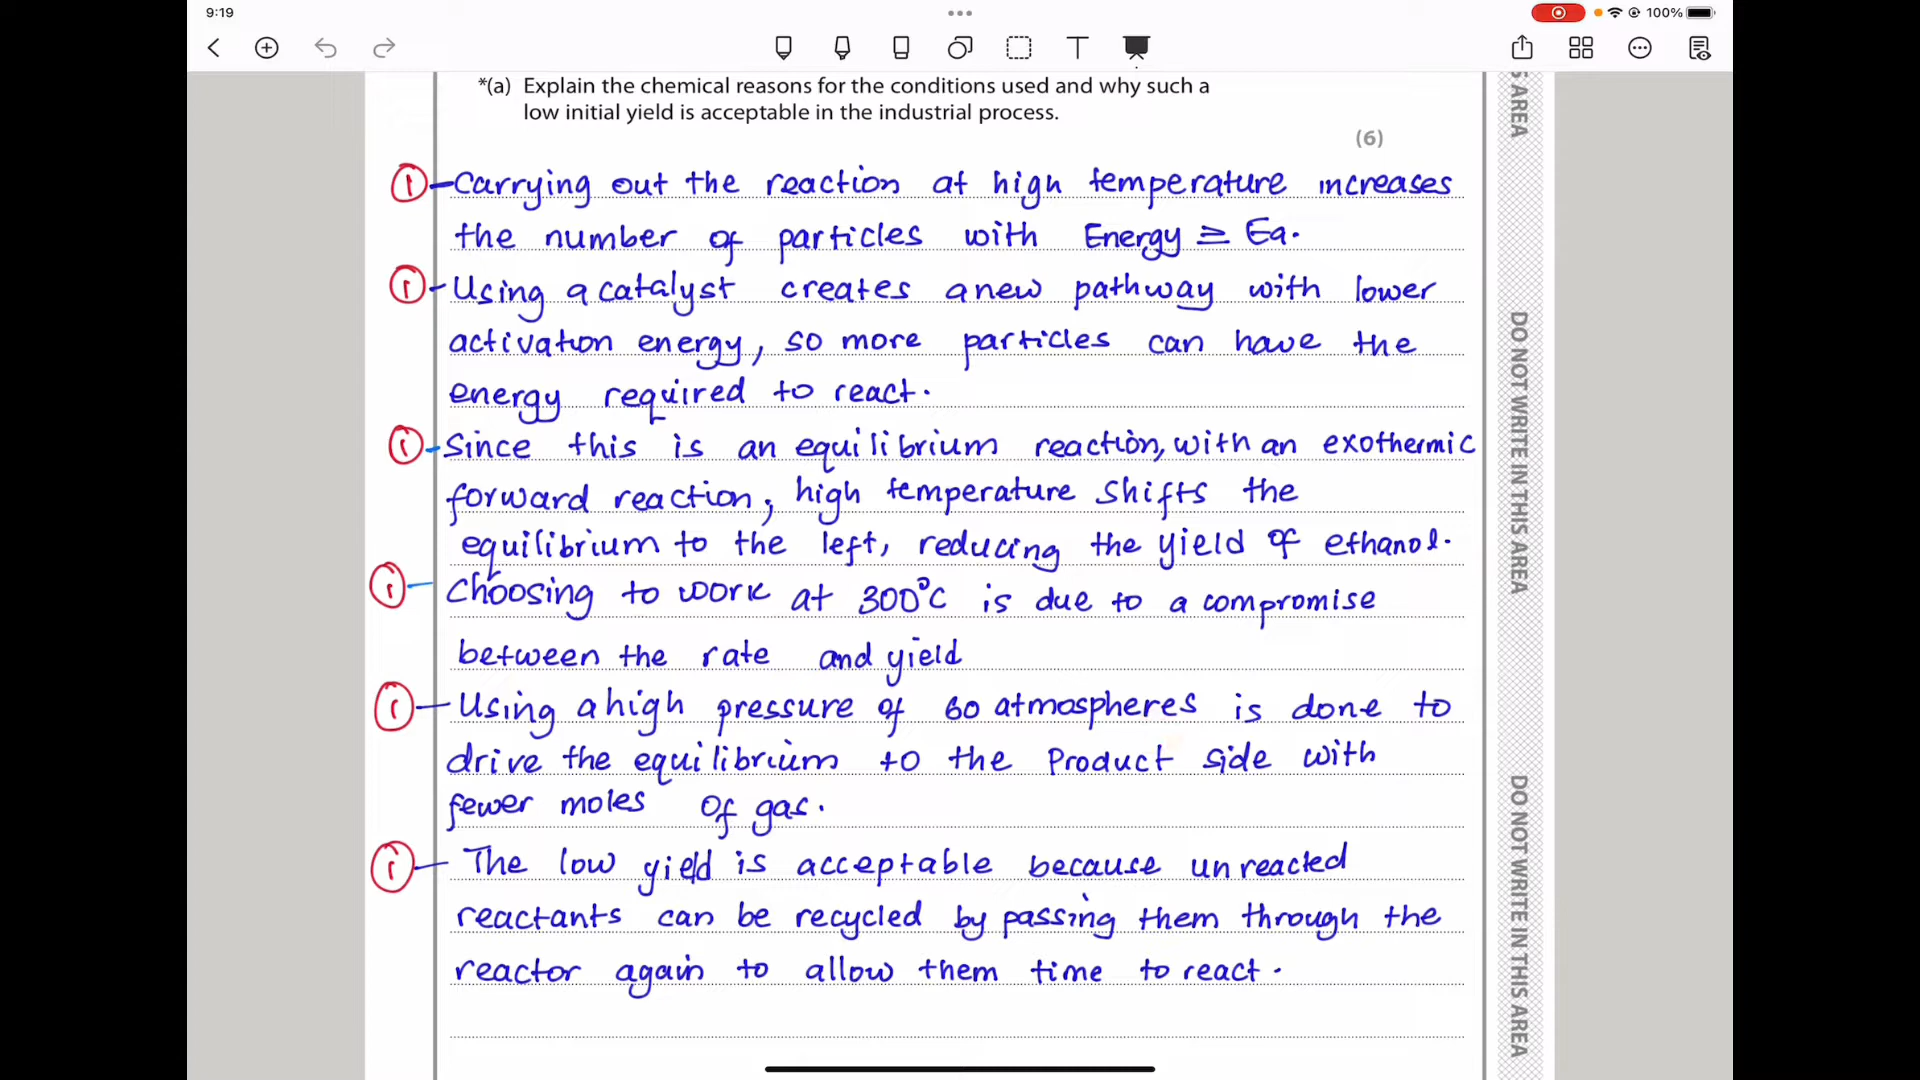 9:19
100%
S AREA
*(a) Explain the chemical reasons for the conditions used and why such a
low initial yield is acceptable in the industrial process.
(6)
① Carrying out the reaction at high temperature increases
the number of particles with Energy ≥ Ea.
① Using a catalyst creates a new pathway with lower
activation energy, so more particles can have the
energy required to react.
① Since this is an equilibrium reaction, with an exothermic
forward reaction, high temperature shifts the
equilibrium to the left, reducing the yield of ethanol.
① Choosing to work at 300°C is due to a compromise
between the rate and yield
① Using a high pressure of 60 atmospheres is done to
drive the equilibrium to the Product side with
fewer moles of gas.
① The low yield is acceptable because unreacted
reactants can be recycled by passing them through the
reactor again to allow them time to react.
DO NOT WRITE IN THIS AREA
DO NOT WRITE IN THIS AREA